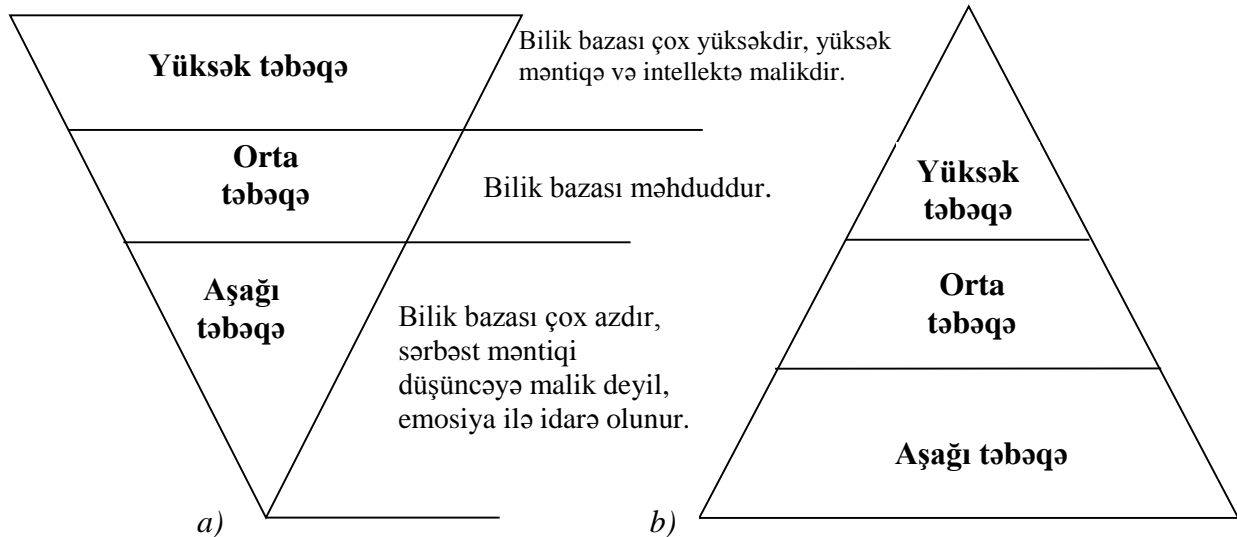 Yüksək təbəqə
Bilik bazası çox yüksəkdir, yüksək
məntiqə və intellektə malikdir.
Orta
təbəqə
Bilik bazası məhduddur.
Aşağı
təbəqə
Bilik bazası çox azdır,
sərbəst məntiqi
düşüncəyə malik deyil,
emosiya ilə idarə olunur.
a)
Yüksək
təbəqə
Orta
təbəqə
Aşağı təbəqə
b)